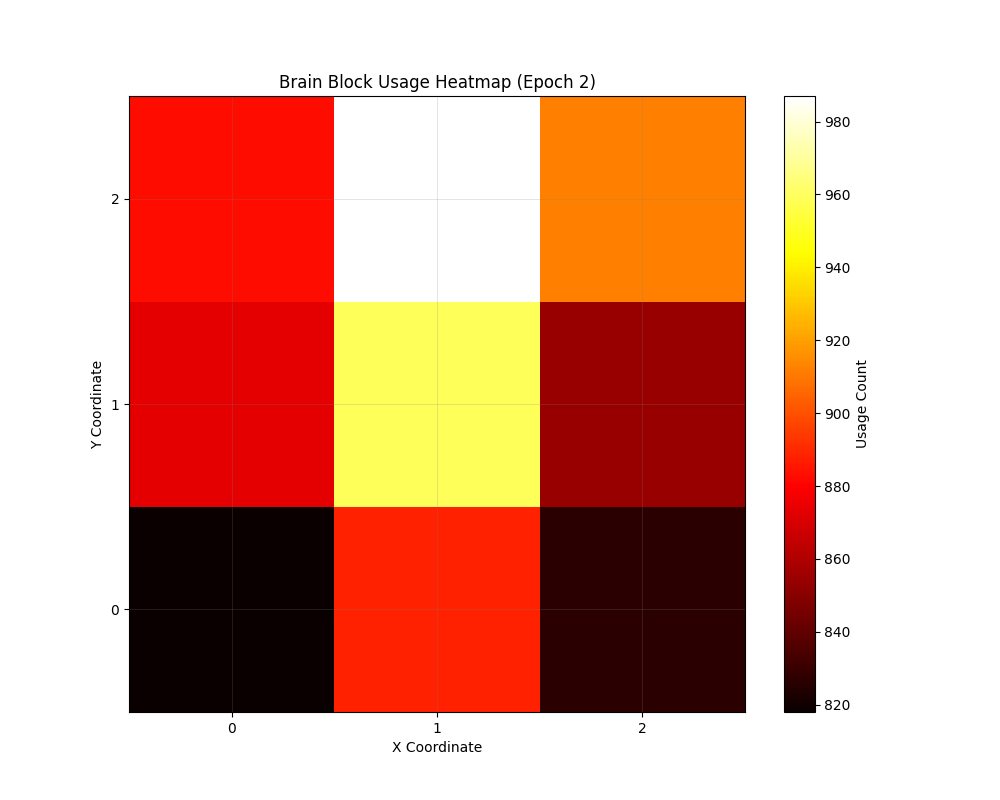 Brain Block Usage Heatmap (Epoch 2)
2
1
0
Y Coordinate
0 1 2
X Coordinate
980
960
940
920
900
880
860
840
820
Usage Count